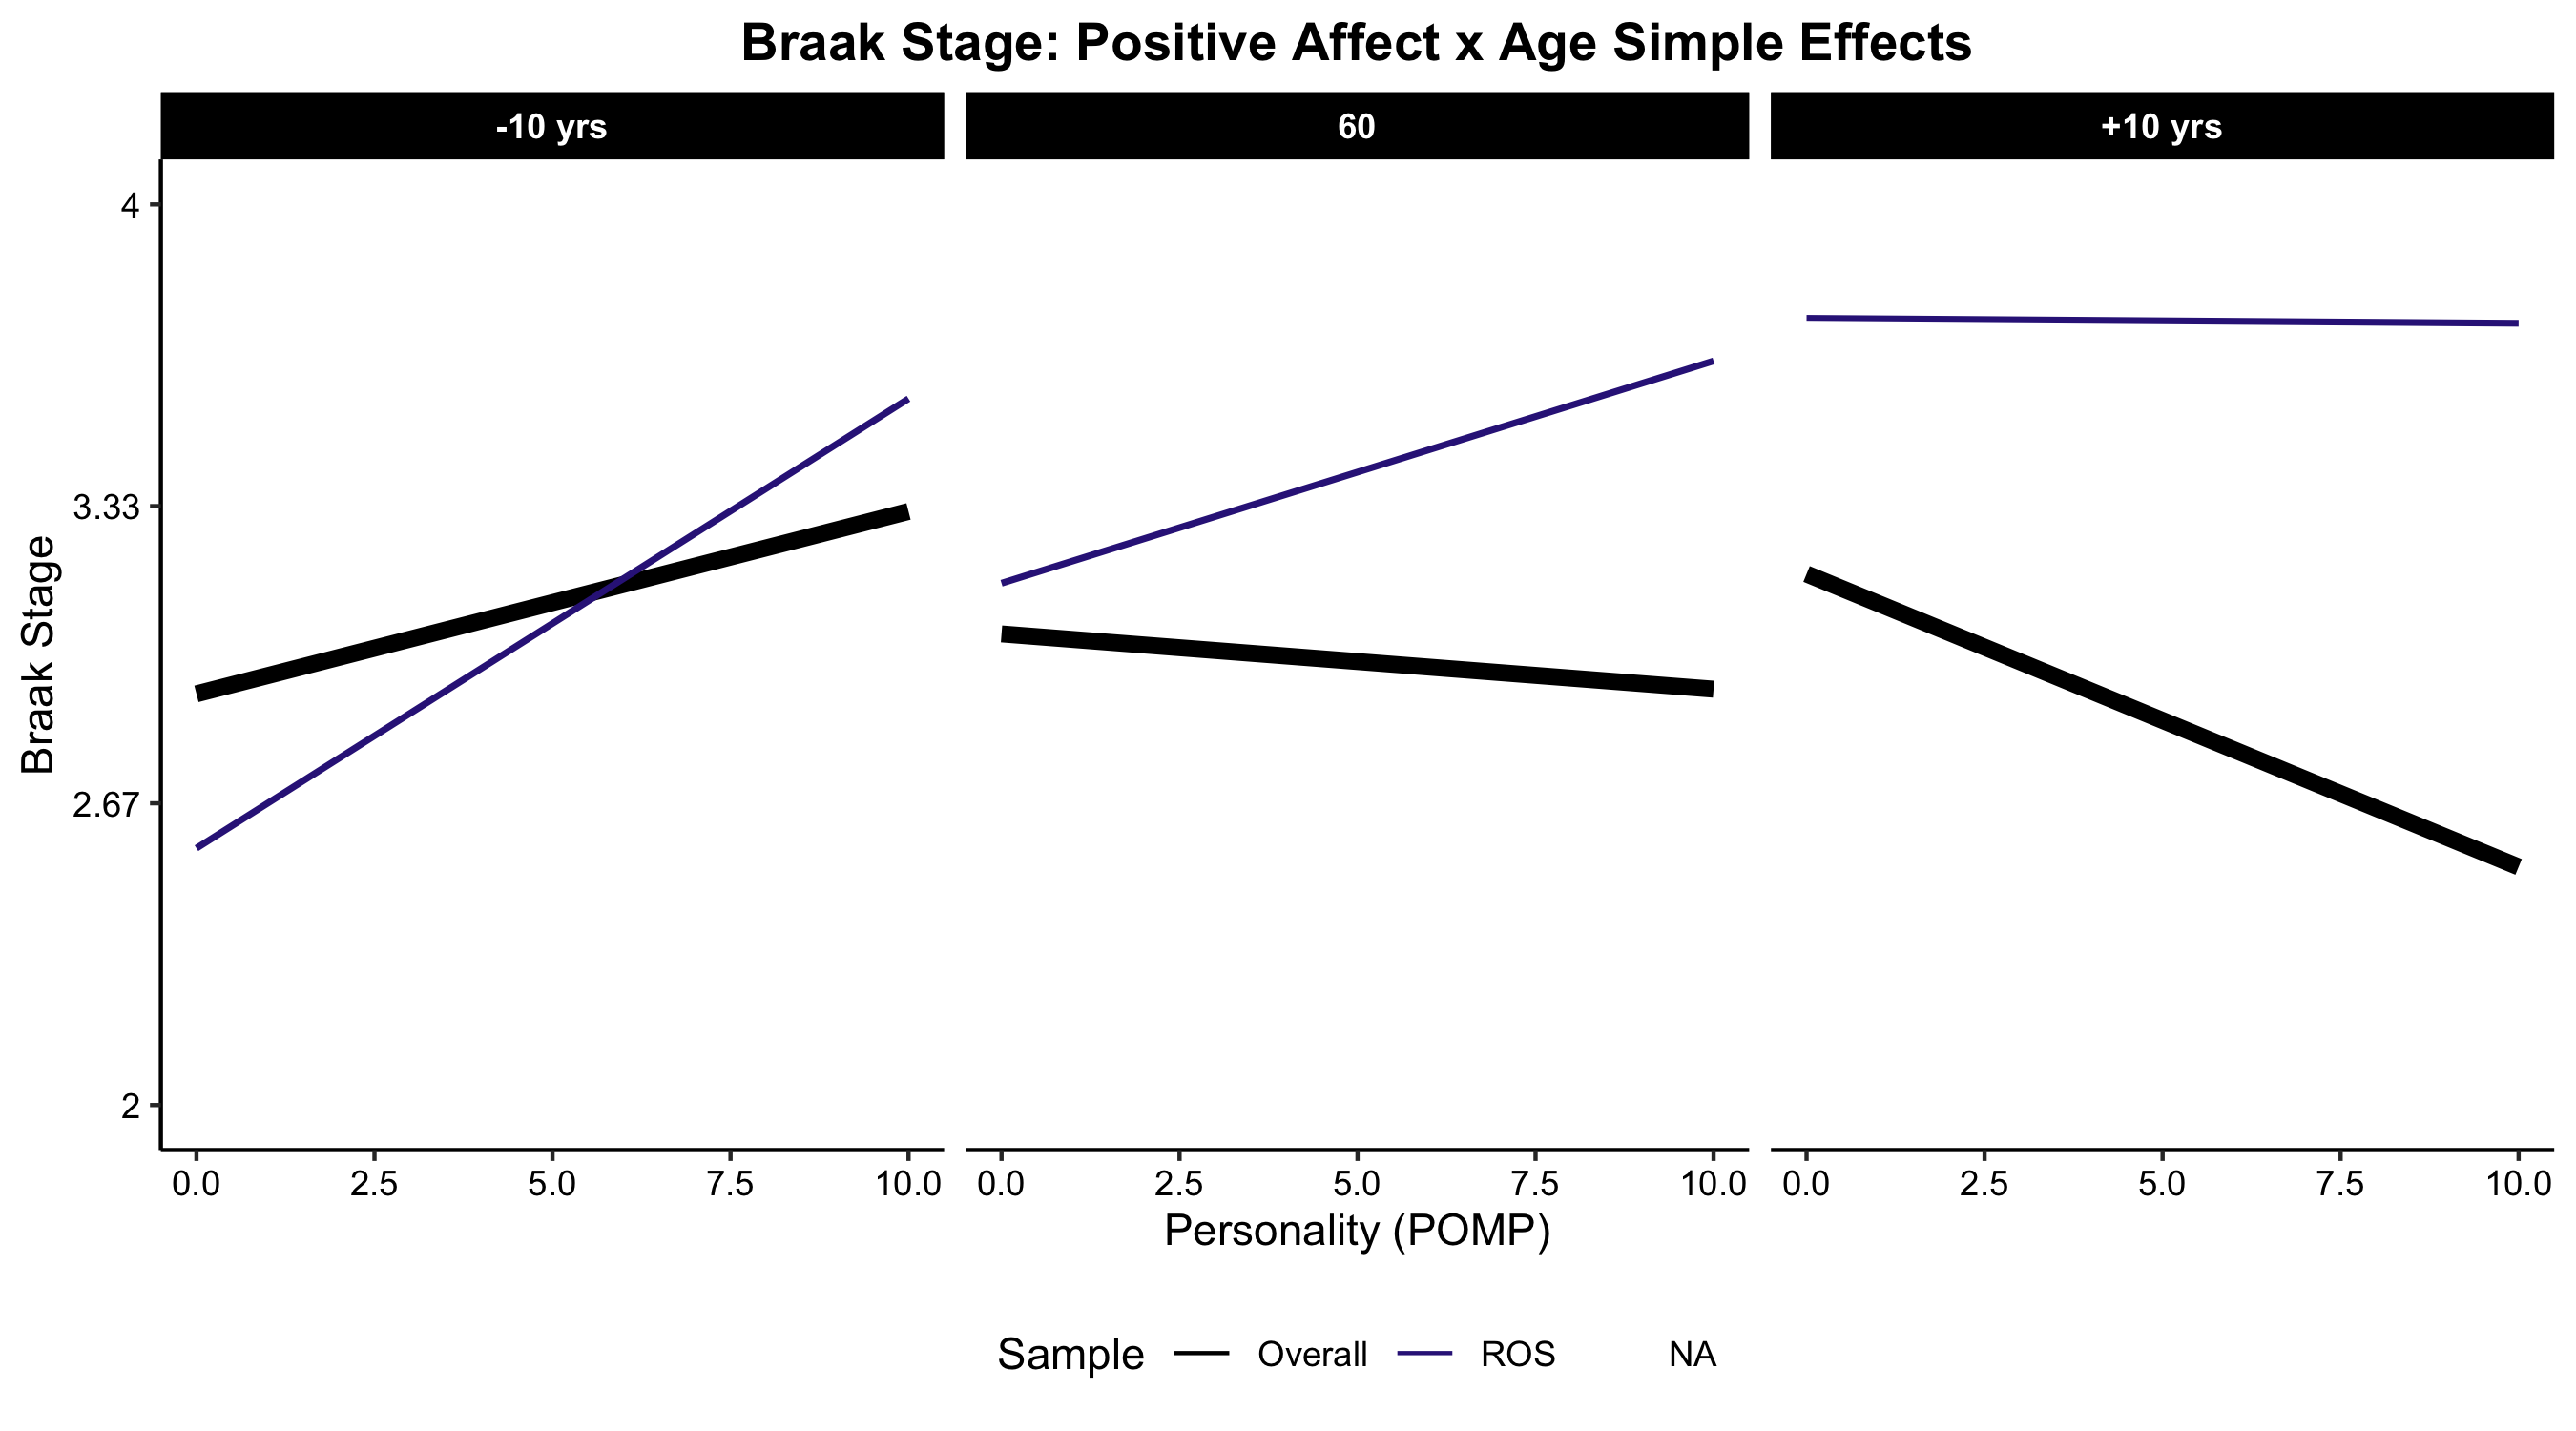 Braak Stage: Positive Affect x Age Simple Effects
-10 yrs
60
+10 yrs
Braak Stage
4
3.33
2.67
2
0.0 2.5 5.0 7.5 10.0
0.0 2.5 5.0 7.5 10.0
0.0 2.5 5.0 7.5 10.0
Personality (POMP)
Sample Overall ROS NA